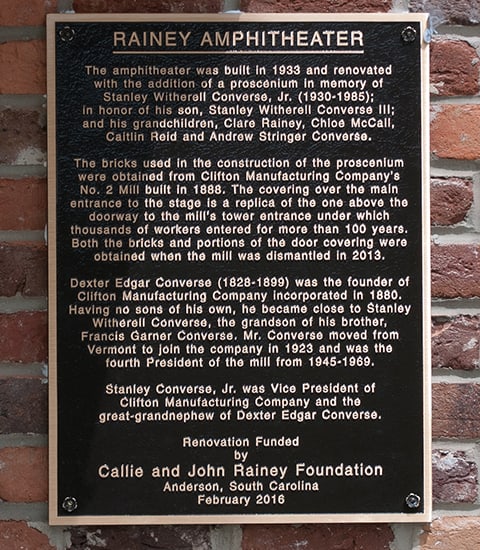 RAINEY AMPHITHEATER
The amphitheater was built in 1933 and renovated
with the addition of a proscenium in memory of
Stanley Witherell Converse, Jr. (1930-1985);
in honor of his son, Stanley Witherell Converse III;
and his grandchildren, Clare Rainey, Chloe McCall,
Caitlin Reid and Andrew Stringer Converse.
The bricks used in the construction of the proscenium
were obtained from Clifton Manufacturing Company's
No. 2 Mill built in 1888. The covering over the main
entrance to the stage is a replica of the one above the
doorway to the mill's tower entrance under which
thousands of workers entered for more than 100 years.
Both the bricks and portions of the door covering were
obtained when the mill was dismantled in 2013.
Dexter Edgar Converse (1828-1899) was the founder of
Clifton Manufacturing Company incorporated in 1880.
Having no sons of his own, he became close to Stanley
Witherell Converse, the grandson of his brother,
Francis Garner Converse. Mr. Converse moved from
Vermont to join the company in 1923 and was the
fourth President of the mill from 1945-1969.
Stanley Converse, Jr. was Vice President of
Clifton Manufacturing Company and the
great-grandnephew of Dexter Edgar Converse.
Renovation Funded
by
Callie and John Rainey Foundation
Anderson, South Carolina
February 2016